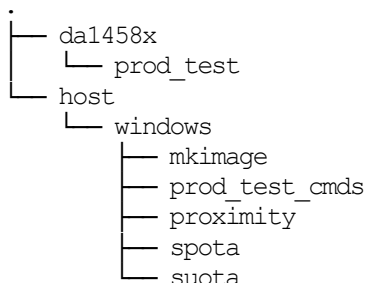 .
├── da1458x
│   └── prod_test
└── host
    └── windows
        ├── mkimage
        ├── prod_test_cmds
        ├── proximity
        ├── spota
        └── suota